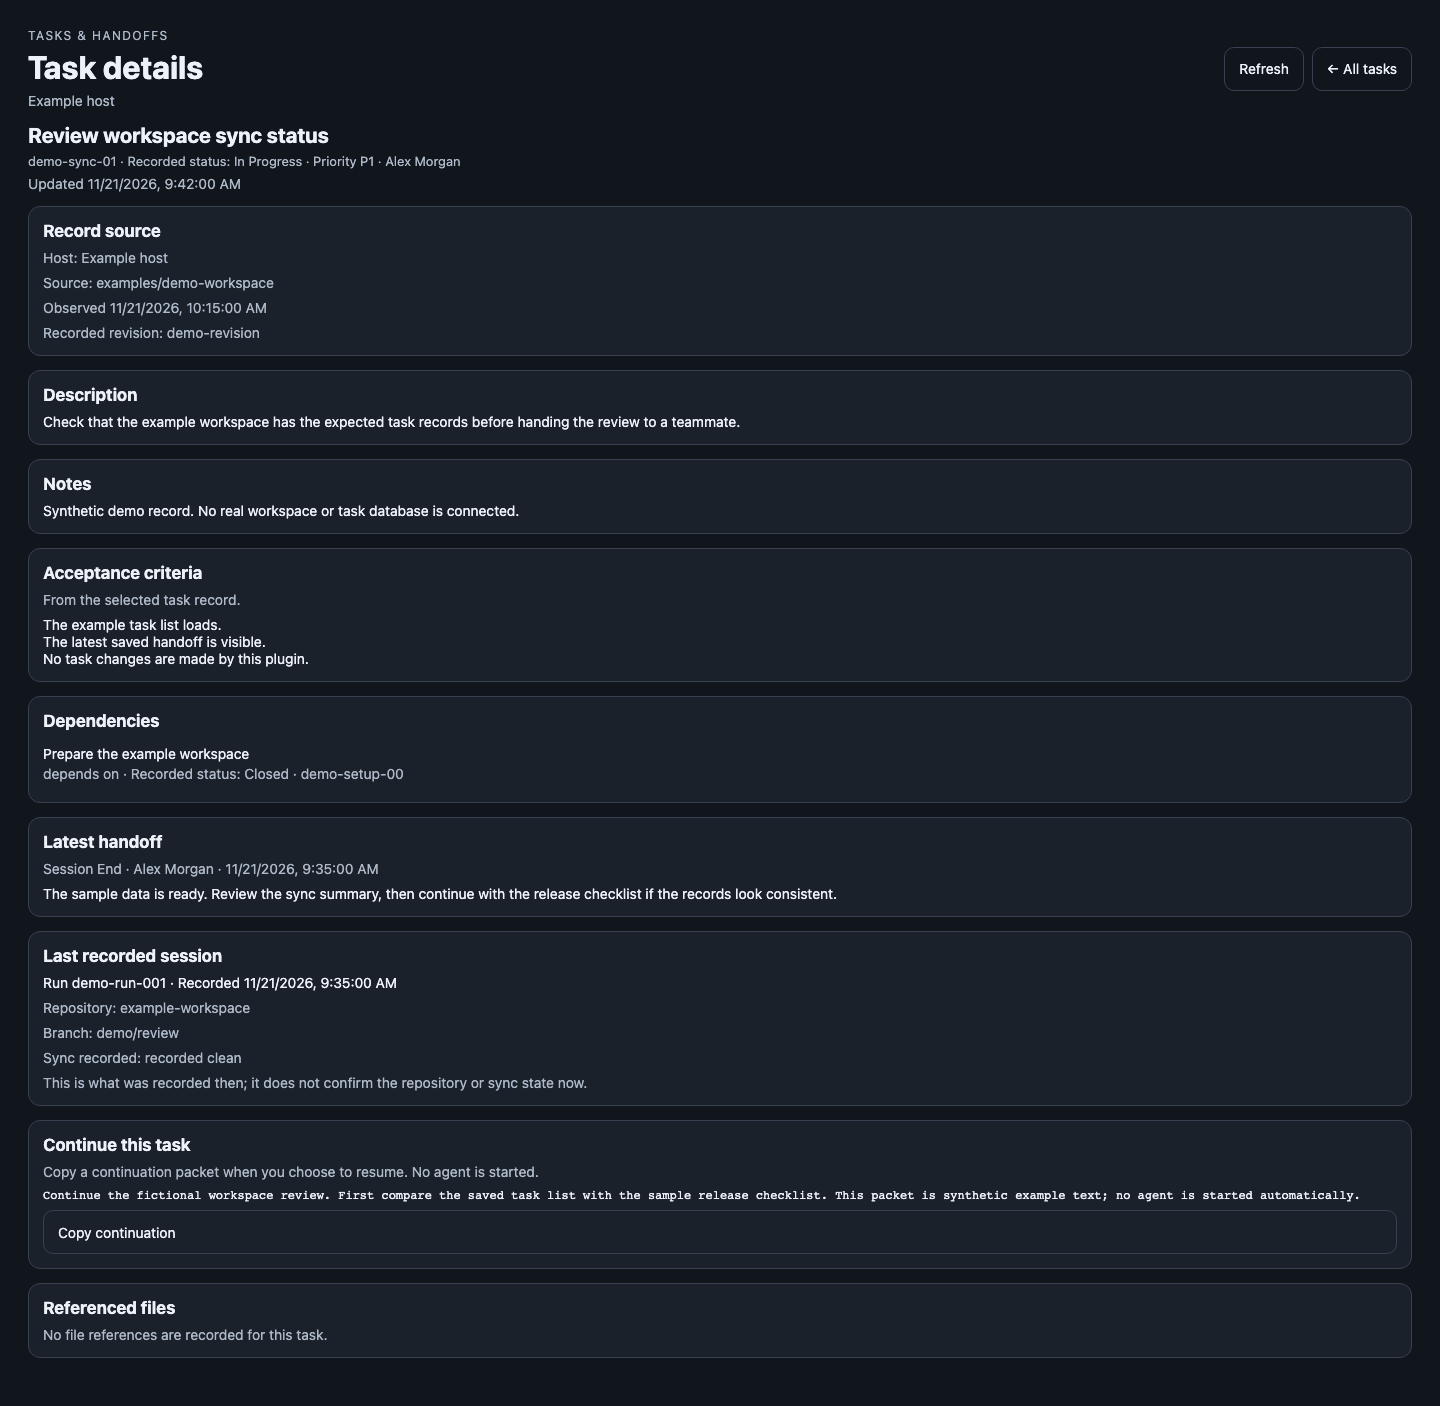 TASKS & HANDOFFS
Task details
Example host
Refresh
← All tasks
Review workspace sync status
demo-sync-01 · Recorded status: In Progress · Priority P1 · Alex Morgan
Updated 11/21/2026, 9:42:00 AM
Record source
Host: Example host
Source: examples/demo-workspace
Observed 11/21/2026, 10:15:00 AM
Recorded revision: demo-revision
Description
Check that the example workspace has the expected task records before handing the review to a teammate.
Notes
Synthetic demo record. No real workspace or task database is connected.
Acceptance criteria
From the selected task record.
The example task list loads.
The latest saved handoff is visible.
No task changes are made by this plugin.
Dependencies
Prepare the example workspace
depends on · Recorded status: Closed · demo-setup-00
Latest handoff
Session End · Alex Morgan · 11/21/2026, 9:35:00 AM
The sample data is ready. Review the sync summary, then continue with the release checklist if the records look consistent.
Last recorded session
Run demo-run-001 · Recorded 11/21/2026, 9:35:00 AM
Repository: example-workspace
Branch: demo/review
Sync recorded: recorded clean
This is what was recorded then; it does not confirm the repository or sync state now.
Continue this task
Copy a continuation packet when you choose to resume. No agent is started.
Continue the fictional workspace review. First compare the saved task list with the sample release checklist. This packet is synthetic example text; no agent is started automatically.
Copy continuation
Referenced files
No file references are recorded for this task.